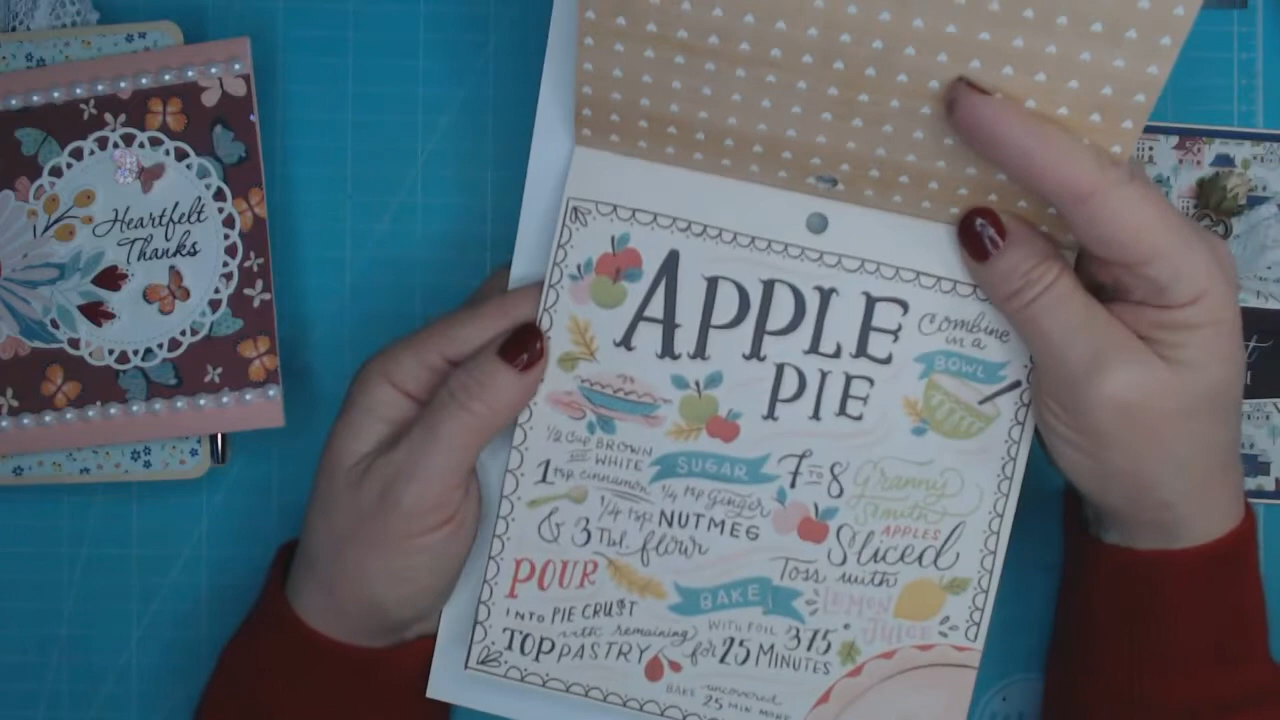 Heartfelt
Thanks
APPLE
PIE
Combine
in a
BOWL
1/2 cup BROWN
AND WHITE
SUGAR
1 tsp cinnamon 1/4 tsp ginger
1/4 tsp NUTMEG
& 3 Tbl. flour
7 TO 8
Granny
Smith
APPLES
Sliced
Toss with
LEMON
JUICE
POUR
INTO PIE CRUST
TOP with remaining
PASTRY
BAKE
WITH FOIL 375°
for 25 MINUTES
BAKE uncovered
25 MIN MORE